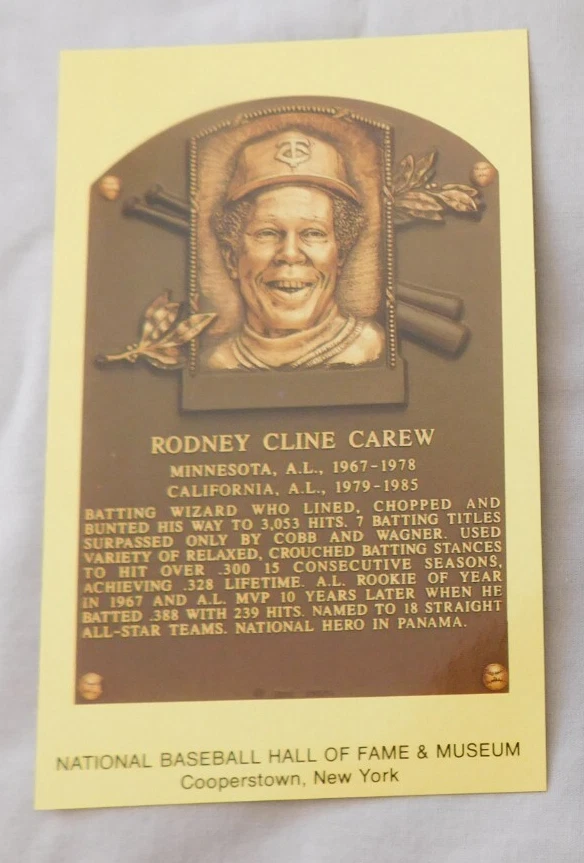 TC
RODNEY CLINE CAREW
MINNESOTA, A.L., 1967-1978
CALIFORNIA, A.L., 1979-1985
BATTING WIZARD WHO LINED, CHOPPED AND
BUNTED HIS WAY TO 3,053 HITS. 7 BATTING TITLES
SURPASSED ONLY BY COBB AND WAGNER. USED
VARIETY OF RELAXED, CROUCHED BATTING STANCES
TO HIT OVER .300 15 CONSECUTIVE SEASONS,
ACHIEVING .328 LIFETIME. A.L. ROOKIE OF YEAR
IN 1967 AND A.L. MVP 10 YEARS LATER WHEN HE
BATTED .388 WITH 239 HITS. NAMED TO 18 STRAIGHT
ALL-STAR TEAMS. NATIONAL HERO IN PANAMA.
NATIONAL BASEBALL HALL OF FAME & MUSEUM
Cooperstown, New York